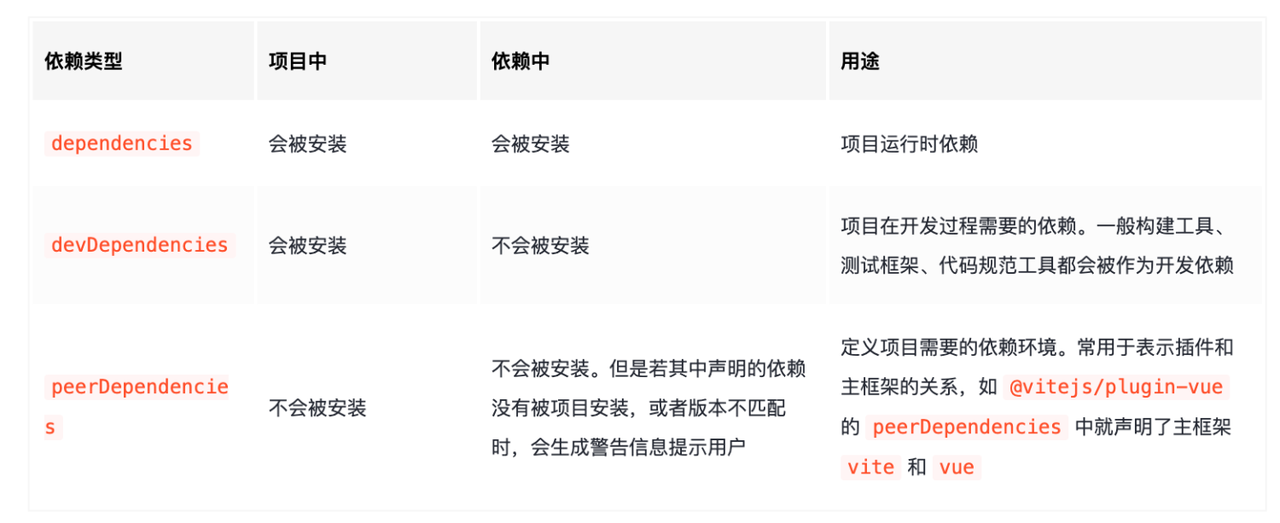 依赖类型 项目中 依赖中 用途
dependencies 会被安装 会被安装 项目运行时依赖
devDependencies 会被安装 不会被安装 项目在开发过程需要的依赖。一般构建工具、
测试框架、代码规范工具都会被作为开发依赖
peerDependencie
s
不会被安装
不会被安装。但是若其中声明的依赖
没有被项目安装，或者版本不匹配
时，会生成警告信息提示用户
定义项目需要的依赖环境。常用于表示插件和
主框架的关系，如 @vitejs/plugin-vue
的 peerDependencies 中就声明了主框架
vite 和 vue